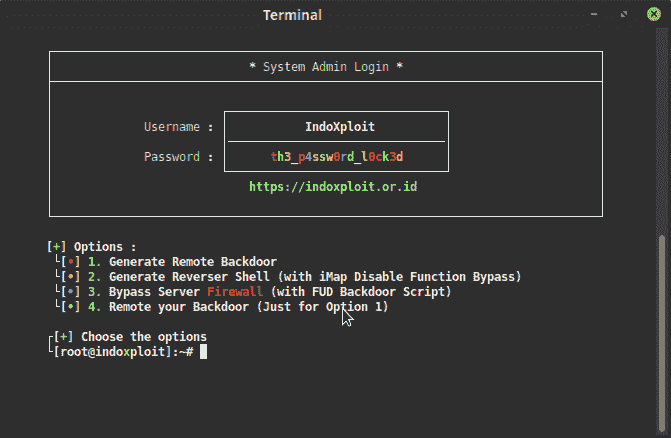 Terminal
* System Admin Login *
Username : IndoXploit
Password : th3_p4ssw0rd_l0ck3d
https://indoxploit.or.id
[+] Options :
└[•] 1. Generate Remote Backdoor
└[•] 2. Generate Reverser Shell (with iMap Disable Function Bypass)
└[•] 3. Bypass Server Firewall (with FUD Backdoor Script)
└[•] 4. Remote your Backdoor (Just for Option 1)
┌[+] Choose the options
└[root@indoxploit]:~#